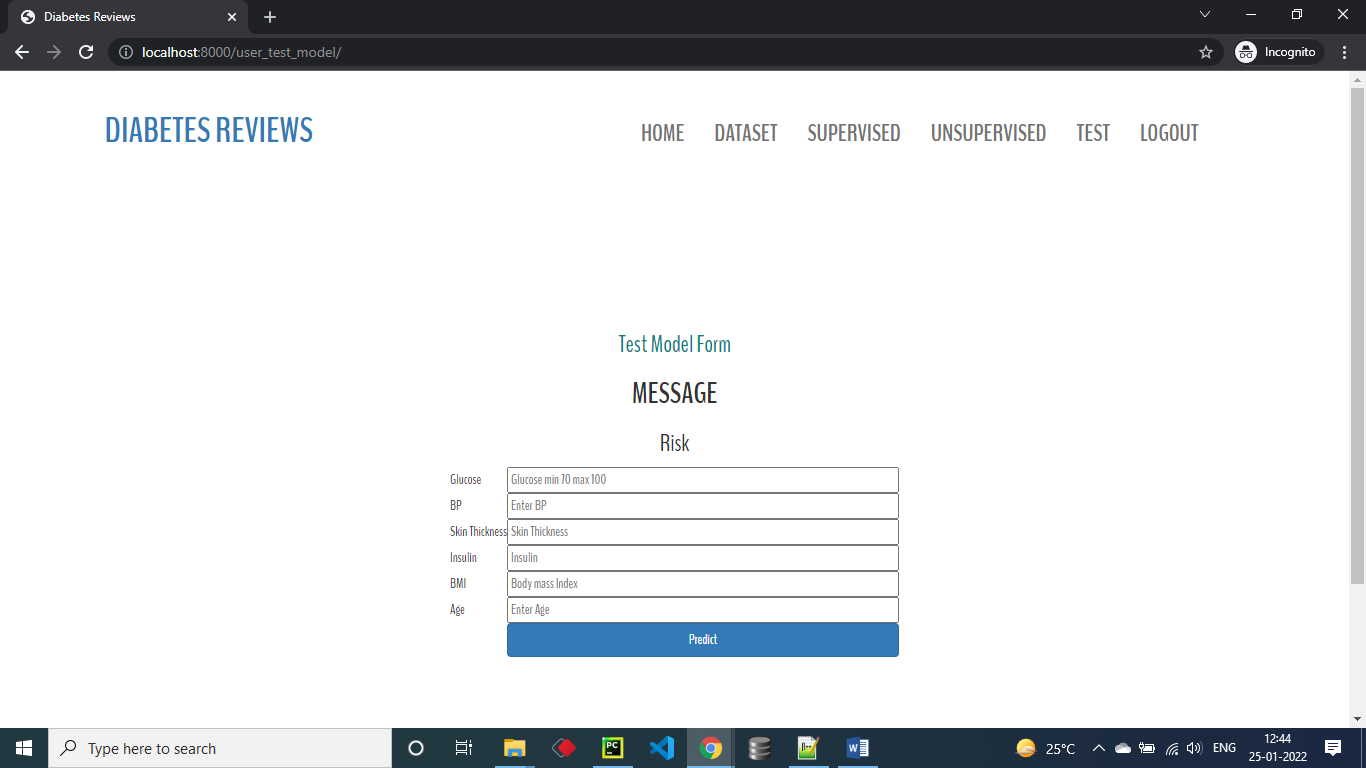 Diabetes Reviews
localhost:8000/user_test_model/
Incognito
DIABETES REVIEWS
HOME DATASET SUPERVISED UNSUPERVISED TEST LOGOUT
Test Model Form
MESSAGE
Risk
Glucose Glucose min 70 max 100
BP Enter BP
Skin Thickness Skin Thickness
Insulin Insulin
BMI Body mass Index
Age Enter Age
Predict
Type here to search
PC
W
25°C
ENG
12:44
25-01-2022